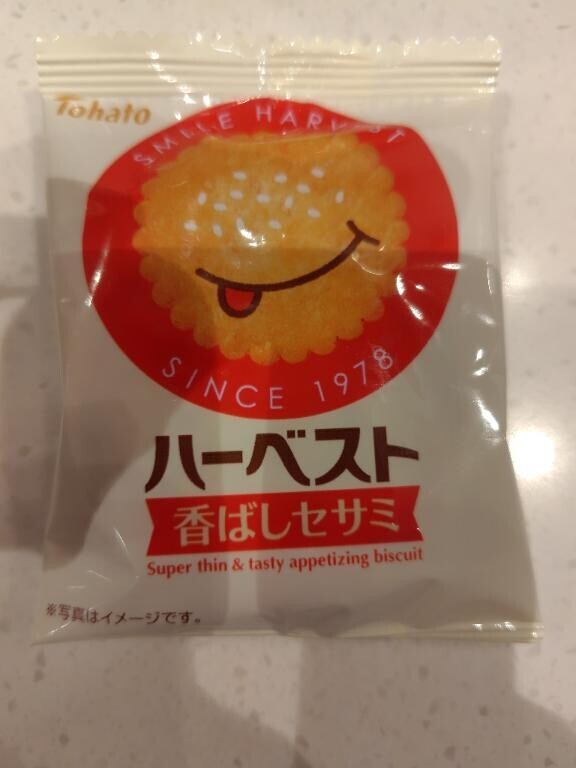 Tohato
SMILE HARVEST
SINCE 1978
ハーベスト
香ばしセサミ
Super thin & tasty appetizing biscuit
※写真はイメージです。